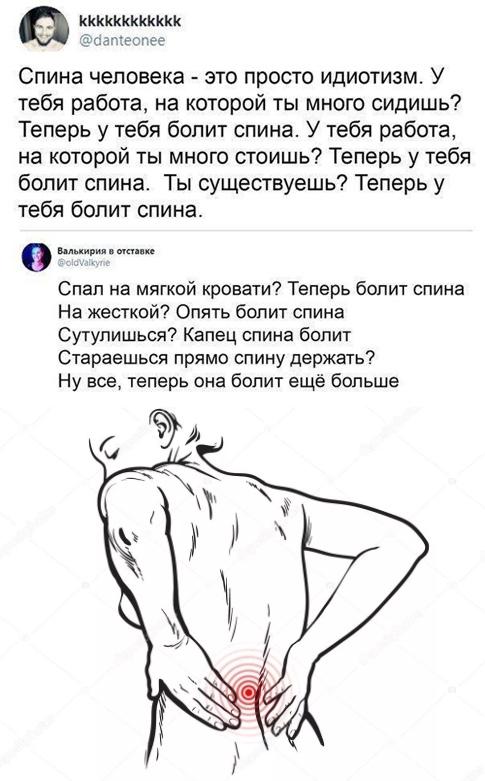 kkkkkkkkkkkk
@danteonee
Спина человека - это просто идиотизм. У
тебя работа, на которой ты много сидишь?
Теперь у тебя болит спина. У тебя работа,
на которой ты много стоишь? Теперь у тебя
болит спина. Ты существуешь? Теперь у
тебя болит спина.
Валькирия в отставке
@oldValkyrie
Спал на мягкой кровати? Теперь болит спина
На жесткой? Опять болит спина
Сутулишься? Капец спина болит
Стараешься прямо спину держать?
Ну все, теперь она болит ещё больше